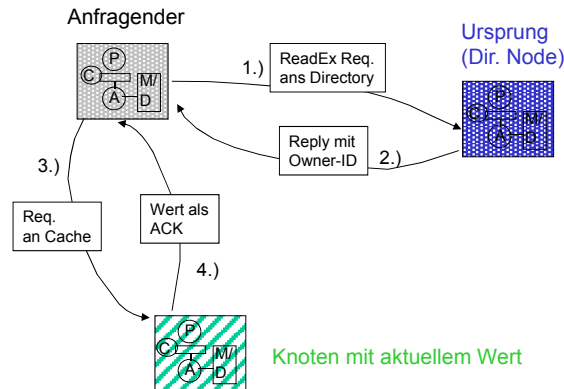 Anfragender
Ursprung
(Dir. Node)
1.)
ReadEx Req.
ans Directory
P
C
M/
A
D
P
C
M/
A
D
Reply mit
Owner-ID
2.)
3.)
Req.
an Cache
Wert als
ACK
4.)
P
C
M/
A
D
Knoten mit aktuellem Wert